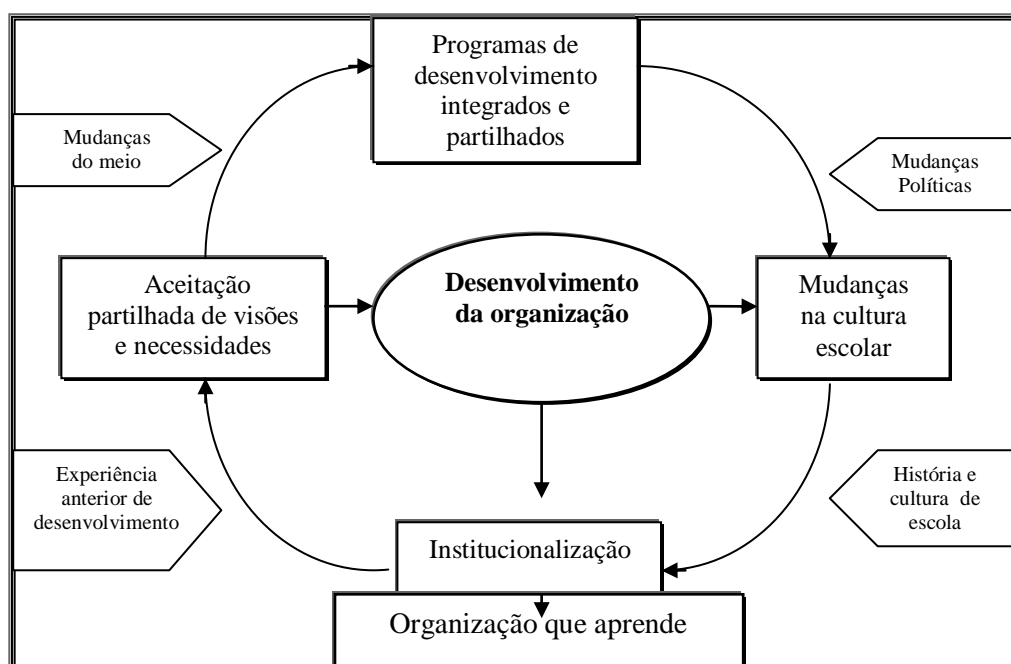 Programas de
desenvolvimento
integrados e
partilhados
Mudanças
do meio
Mudanças
Políticas
Aceitação
partilhada de visões
e necessidades
Desenvolvimento
da organização
Mudanças
na cultura
escolar
Experiência
anterior de
desenvolvimento
História e
cultura de
escola
Institucionalização
Organização que aprende